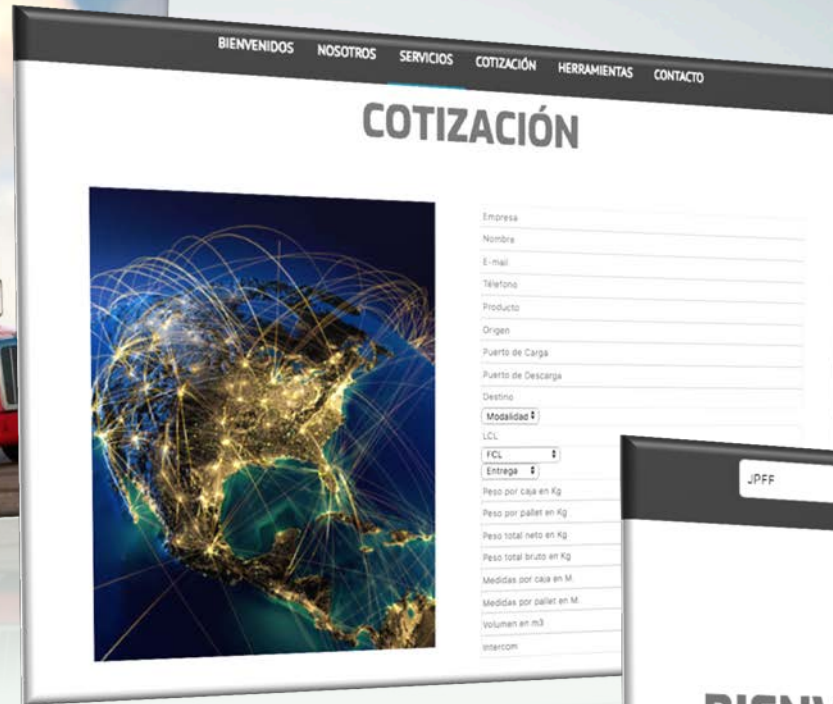 BIENVENIDOS NOSOTROS SERVICIOS COTIZACIÓN HERRAMIENTAS CONTACTO
COTIZACIÓN
Empresa
Nombre
E-mail
Télefono
Producto
Origen
Puerto de Carga
Puerto de Descarga
Destino
Modalidad
LCL
FCL
Entrega
Peso por caja en Kg
Peso por pallet en Kg
Peso total neto en Kg
Peso total bruto en Kg
Medidas por caja en M
Medidas por pallet en M
Volumen en m3
Intercom
JPFF